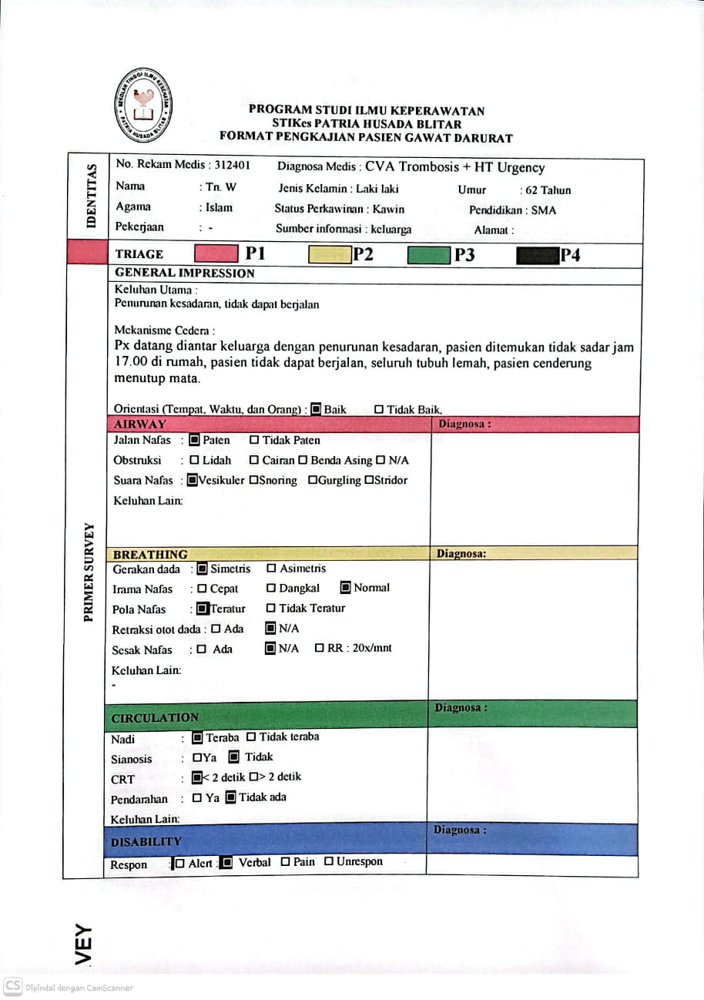 SEKOLAH TINGGI ILMU KESEHATAN
PATRIA HUSADA BLITAR
PROGRAM STUDI ILMU KEPERAWATAN
STIKes PATRIA HUSADA BLITAR
FORMAT PENGKAJIAN PASIEN GAWAT DARURAT
IDENTITAS
No. Rekam Medis : 312401 Diagnosa Medis : CVA Trombosis + HT Urgency
Nama : Tn. W Jenis Kelamin : Laki laki Umur : 62 Tahun
Agama : Islam Status Perkawinan : Kawin Pendidikan : SMA
Pekerjaan : - Sumber informasi : keluarga Alamat :
TRIAGE P1 P2 P3 P4
PRIMER SURVEY
GENERAL IMPRESSION
Keluhan Utama :
Penurunan kesadaran, tidak dapat berjalan
Mekanisme Cedera :
Px datang diantar keluarga dengan penurunan kesadaran, pasien ditemukan tidak sadar jam
17.00 di rumah, pasien tidak dapat berjalan, seluruh tubuh lemah, pasien cenderung
menutup mata.
Orientasi (Tempat, Waktu, dan Orang) : ▣ Baik ☐ Tidak Baik,
AIRWAY Diagnosa :
Jalan Nafas : ▣ Paten ☐ Tidak Paten
Obstruksi : ☐ Lidah ☐ Cairan ☐ Benda Asing ☐ N/A
Suara Nafas : ▣Vesikuler ☐Snoring ☐Gurgling ☐Stridor
Keluhan Lain:
BREATHING Diagnosa:
Gerakan dada : ▣ Simetris ☐ Asimetris
Irama Nafas : ☐ Cepat ☐ Dangkal ▣ Normal
Pola Nafas : ▣Teratur ☐ Tidak Teratur
Retraksi otot dada : ☐ Ada ▣ N/A
Sesak Nafas : ☐ Ada ▣ N/A ☐ RR : 20x/mnt
Keluhan Lain:
-
CIRCULATION Diagnosa :
Nadi : ▣ Teraba ☐ Tidak teraba
Sianosis : ☐Ya ▣ Tidak
CRT : ▣< 2 detik ☐> 2 detik
Pendarahan : ☐ Ya ▣ Tidak ada
Keluhan Lain:
DISABILITY Diagnosa :
Respon :☐ Alert :▣ Verbal ☐ Pain ☐ Unrespon
VEY
CS Dipindai dengan CamScanner